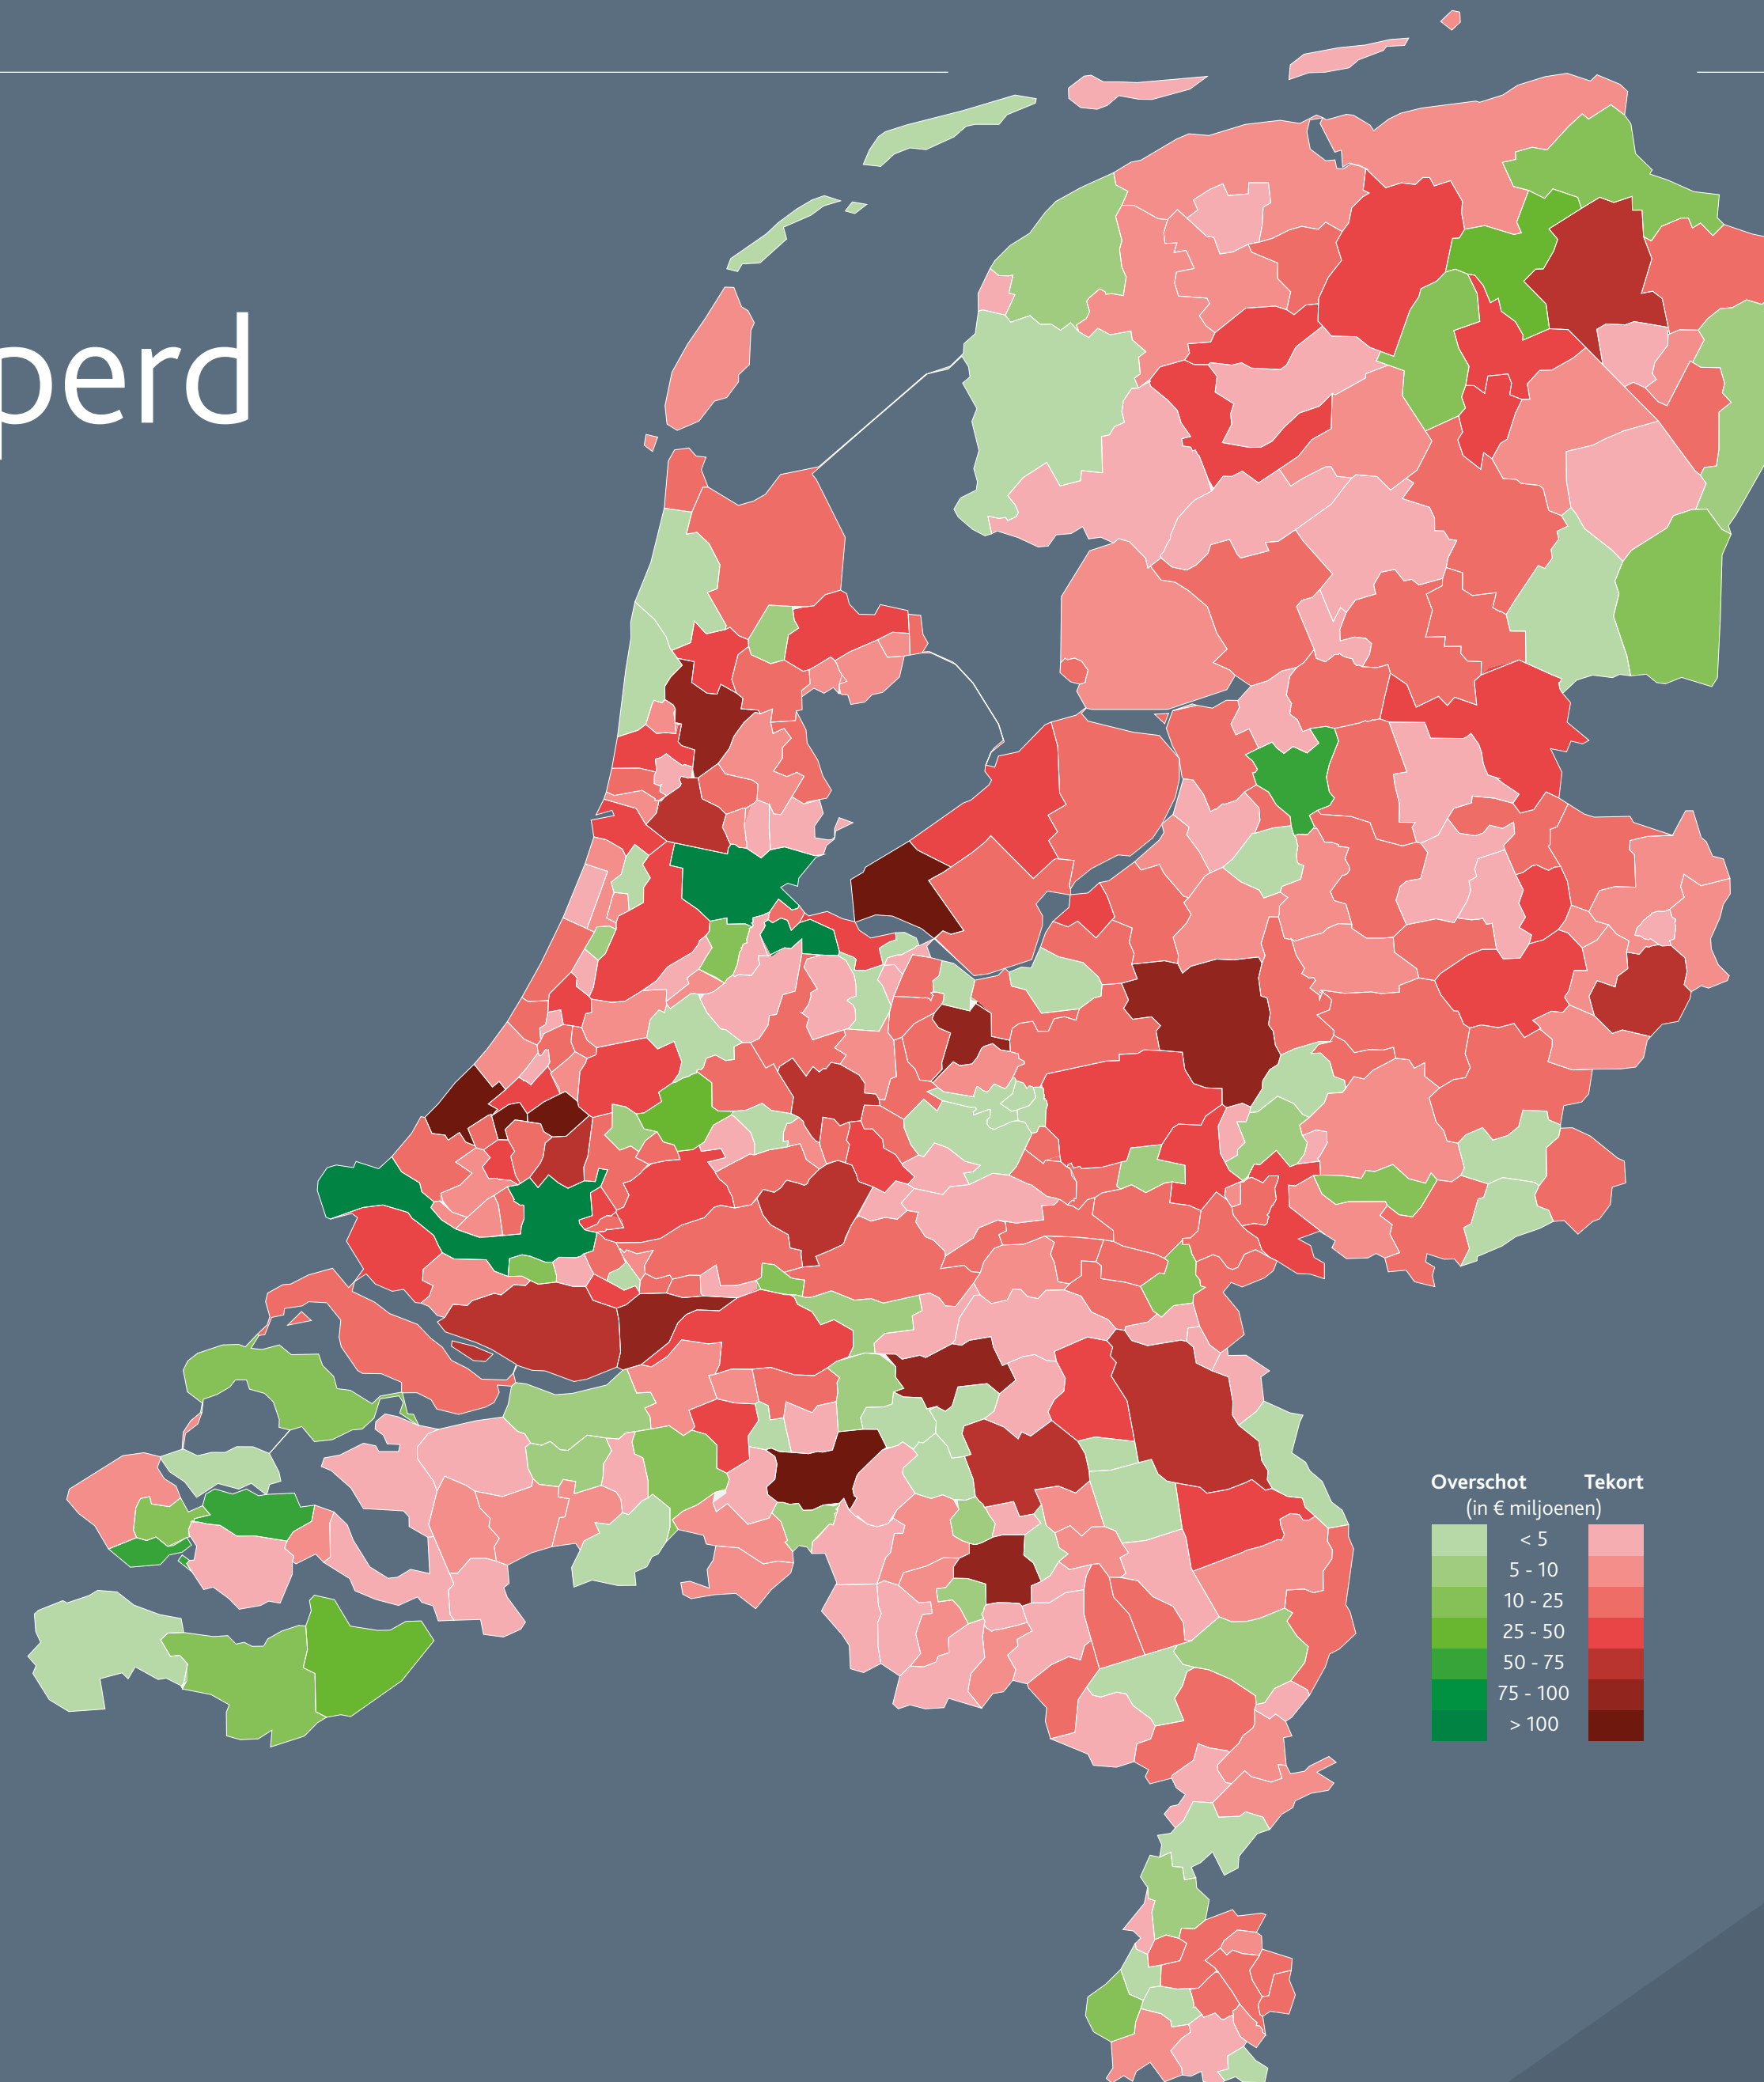 perd
Overschot Tekort
(in € miljoenen)
< 5
5 - 10
10 - 25
25 - 50
50 - 75
75 - 100
> 100